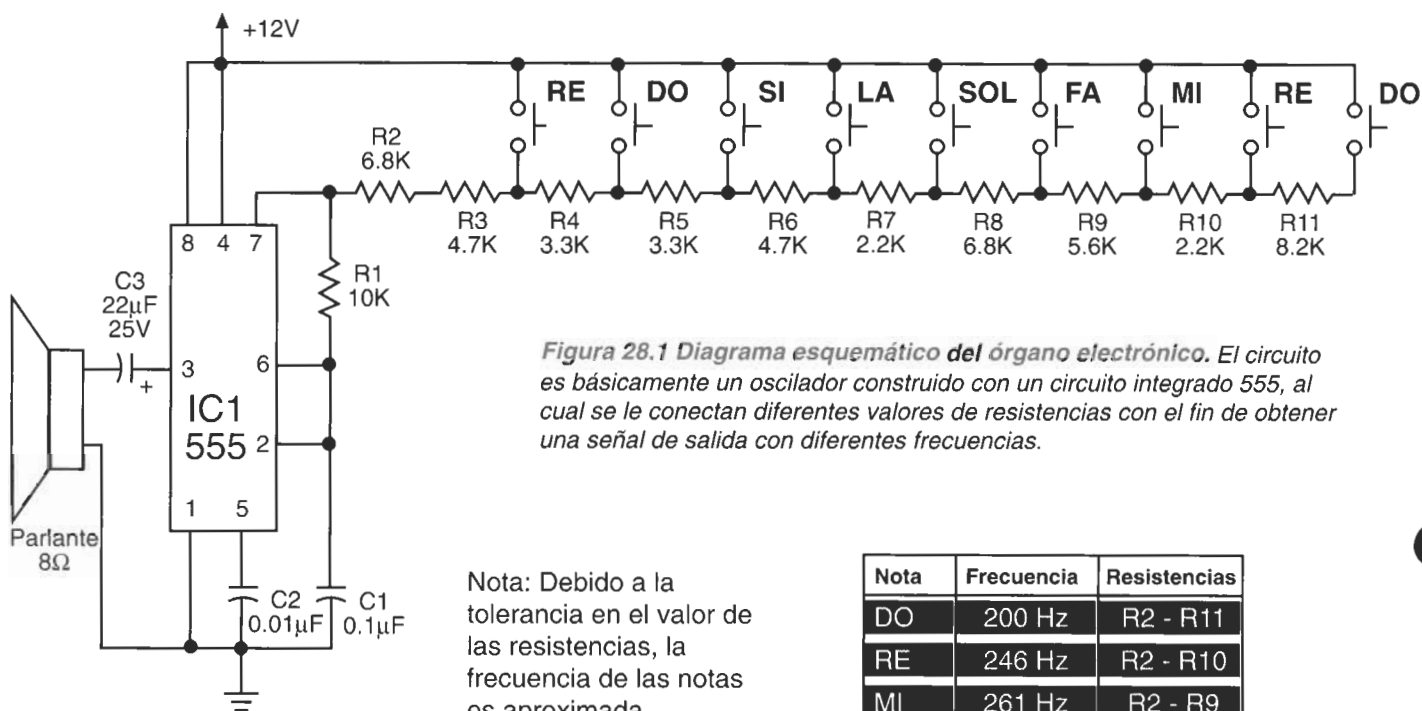 +12V
RE DO SI LA SOL FA MI RE DO
R2
6.8K
R3 R4 R5 R6 R7 R8 R9 R10 R11
4.7K 3.3K 3.3K 4.7K 2.2K 6.8K 5.6K 2.2K 8.2K
8 4 7
R1
10K
C3
22µF
25V
+
3
6
IC1
555
2
1 5
Parlante
8Ω
C2
0.01µF
C1
0.1µF
Figura 28.1 Diagrama esquemático del órgano electrónico. El circuito
es básicamente un oscilador construido con un circuito integrado 555, al
cual se le conectan diferentes valores de resistencias con el fin de obtener
una señal de salida con diferentes frecuencias.
Nota: Debido a la
tolerancia en el valor de
las resistencias, la
frecuencia de las notas
es aproximada
Nota Frecuencia Resistencias
DO 200 Hz R2 - R11
RE 246 Hz R2 - R10
MI 261 Hz R2 - R9